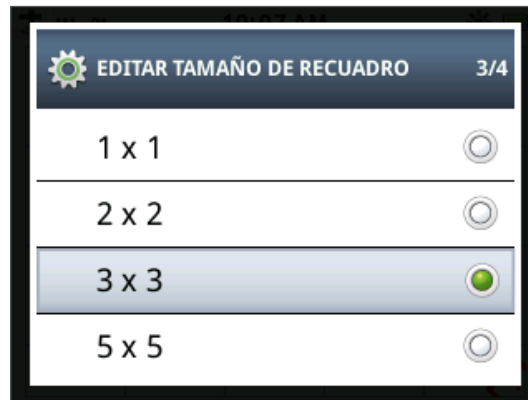 EDITAR TAMAÑO DE RECUADRO 3/4
1 x 1
2 x 2
3 x 3
5 x 5